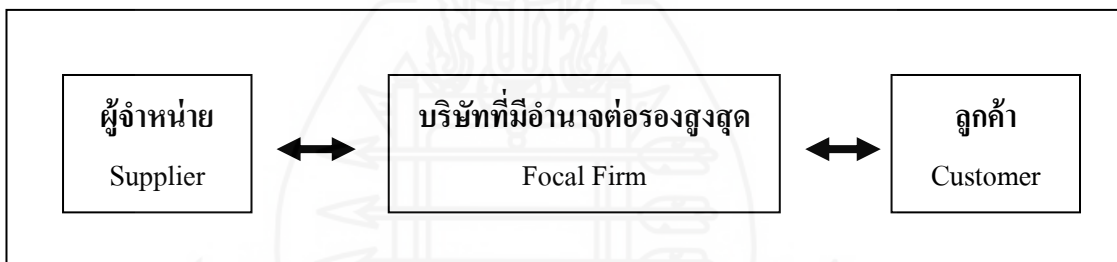 ผู้จำหน่าย
Supplier
บริษัทที่มีอำนาจต่อรองสูงสุด
Focal Firm
ลูกค้า
Customer